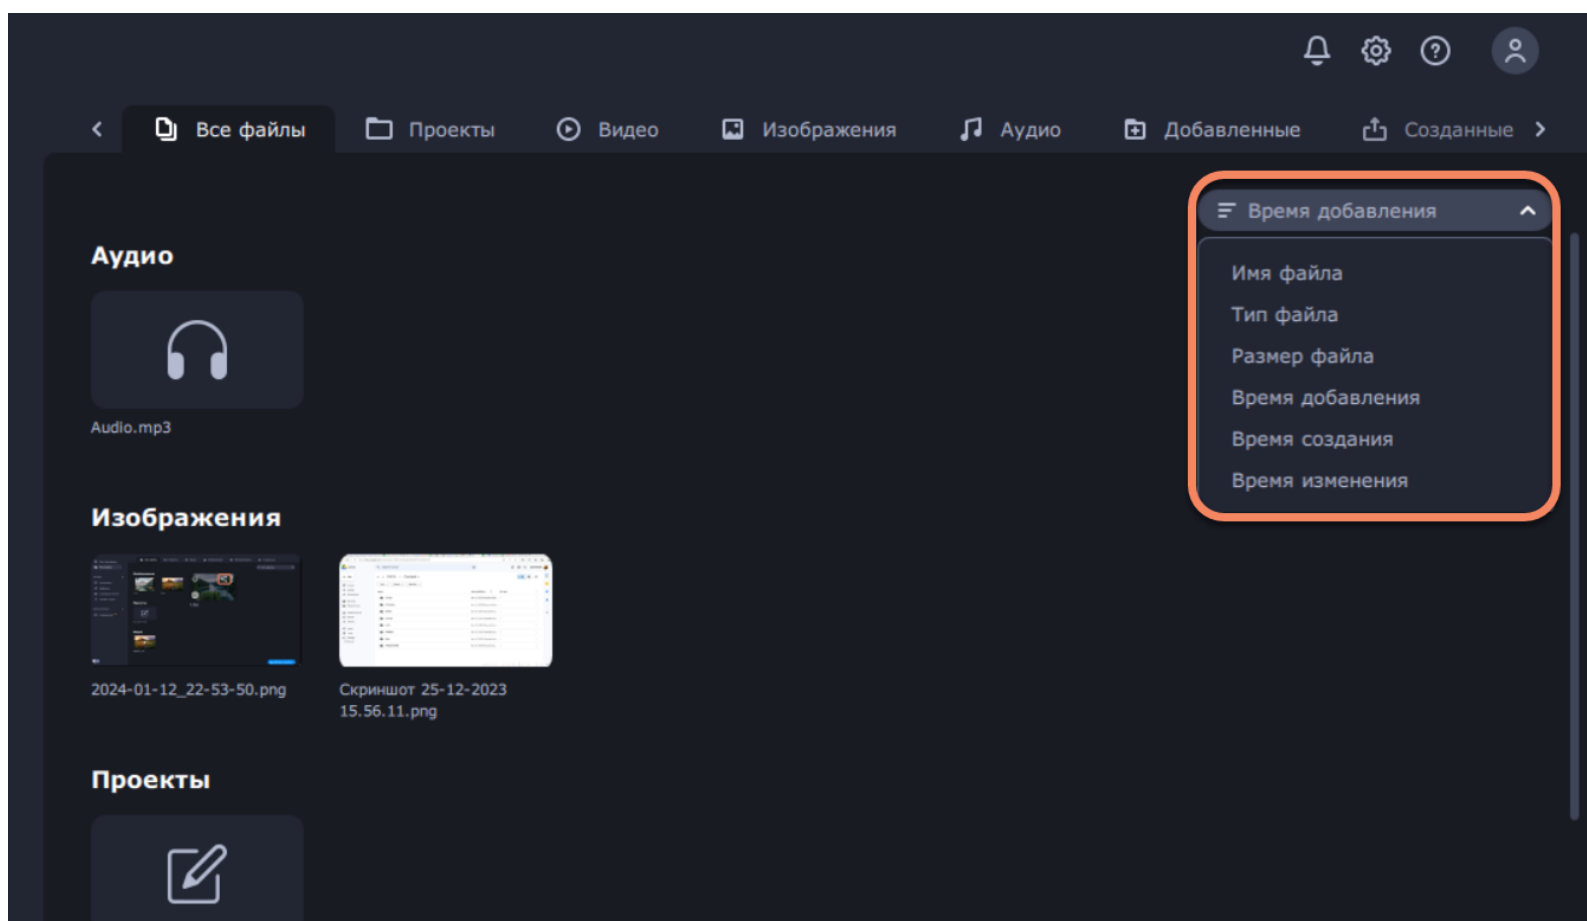 Все файлы
Проекты
Видео
Изображения
Аудио
Добавленные
Созданные
Время добавления
Имя файла
Тип файла
Размер файла
Время добавления
Время создания
Время изменения
Аудио
Audio.mp3
Изображения
2024-01-12_22-53-50.png
Скриншот 25-12-2023
15.56.11.png
Проекты